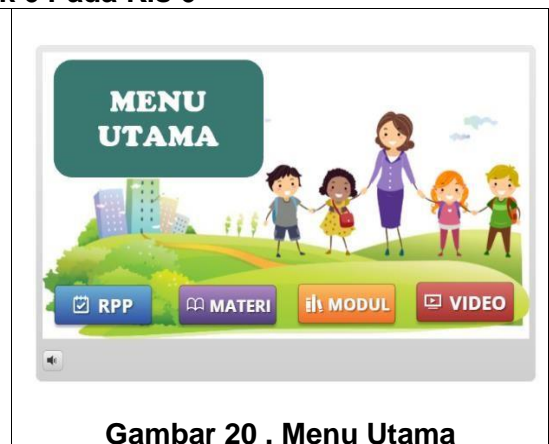 MENU
UTAMA
RPP
MATERI
MODUL
VIDEO
Gambar 20 . Menu Utama